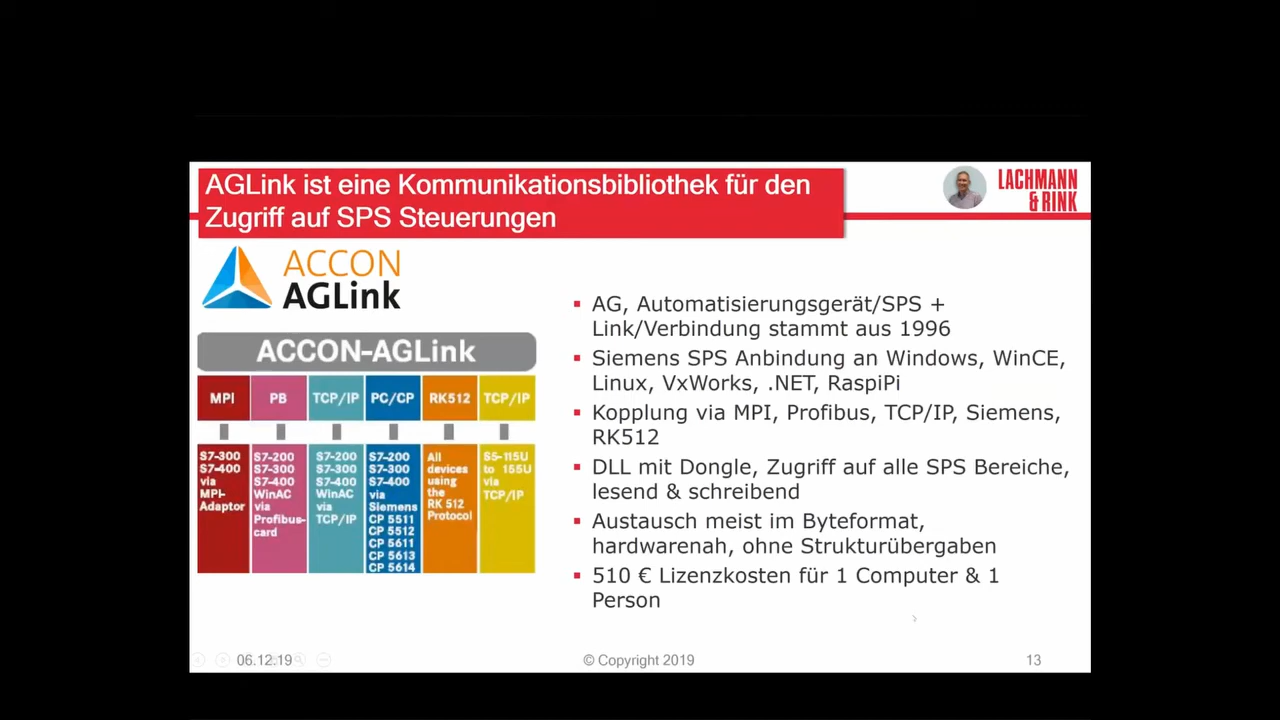 AGLink ist eine Kommunikationsbibliothek für den
Zugriff auf SPS Steuerungen
LACHMANN
& RINK
ACCON
AGLink
ACCON-AGLink
MPI
PB
TCP/IP
PC/CP
RK512
TCP/IP
S7-300
S7-400
via
MPI-
Adaptor
S7-200
S7-300
S7-400
WinAC
via
Profibus-
card
S7-200
S7-300
S7-400
WinAC
via
TCP/IP
S7-200
S7-300
S7-400
via
Siemens
CP 5511
CP 5512
CP 5611
CP 5613
CP 5614
All
devices
using
the
RK 512
Protocol
S5-115U
to 155U
via
TCP/IP
AG, Automatisierungsgerät/SPS +
Link/Verbindung stammt aus 1996
Siemens SPS Anbindung an Windows, WinCE,
Linux, VxWorks, .NET, RaspiPi
Kopplung via MPI, Profibus, TCP/IP, Siemens,
RK512
DLL mit Dongle, Zugriff auf alle SPS Bereiche,
lesend & schreibend
Austausch meist im Byteformat,
hardwarenah, ohne Strukturübergaben
510 € Lizenzkosten für 1 Computer & 1
Person
06.12.19
© Copyright 2019
13